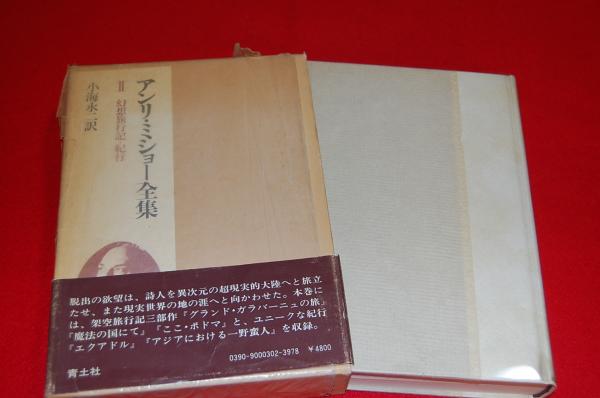 アンリ・ミショー全集
II 幻想旅行記/紀行
小海永二訳
脱出の欲望は、詩人を異次元の超現実的大陸へと旅立
たせ、また現実世界の地の涯へと向かわせた。本巻に
は、架空旅行記三部作『グランド・ガラバーニュの旅』
『魔法の国にて』『ここ・ポドマ』と、ユニークな紀行
『エクアドル』『アジアにおける一野蛮人』を収録。
0390-9000302-3978 ￥4800
青土社